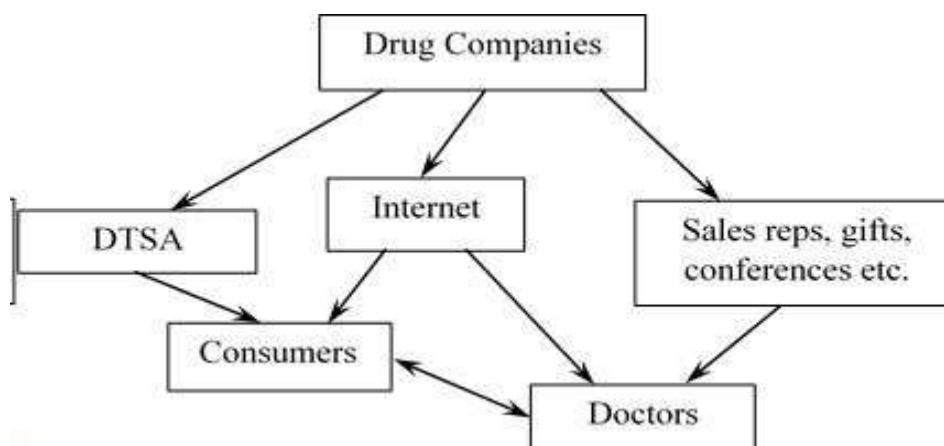 Drug Companies
Internet
DTSA
Sales reps, gifts,
conferences etc.
Consumers
Doctors